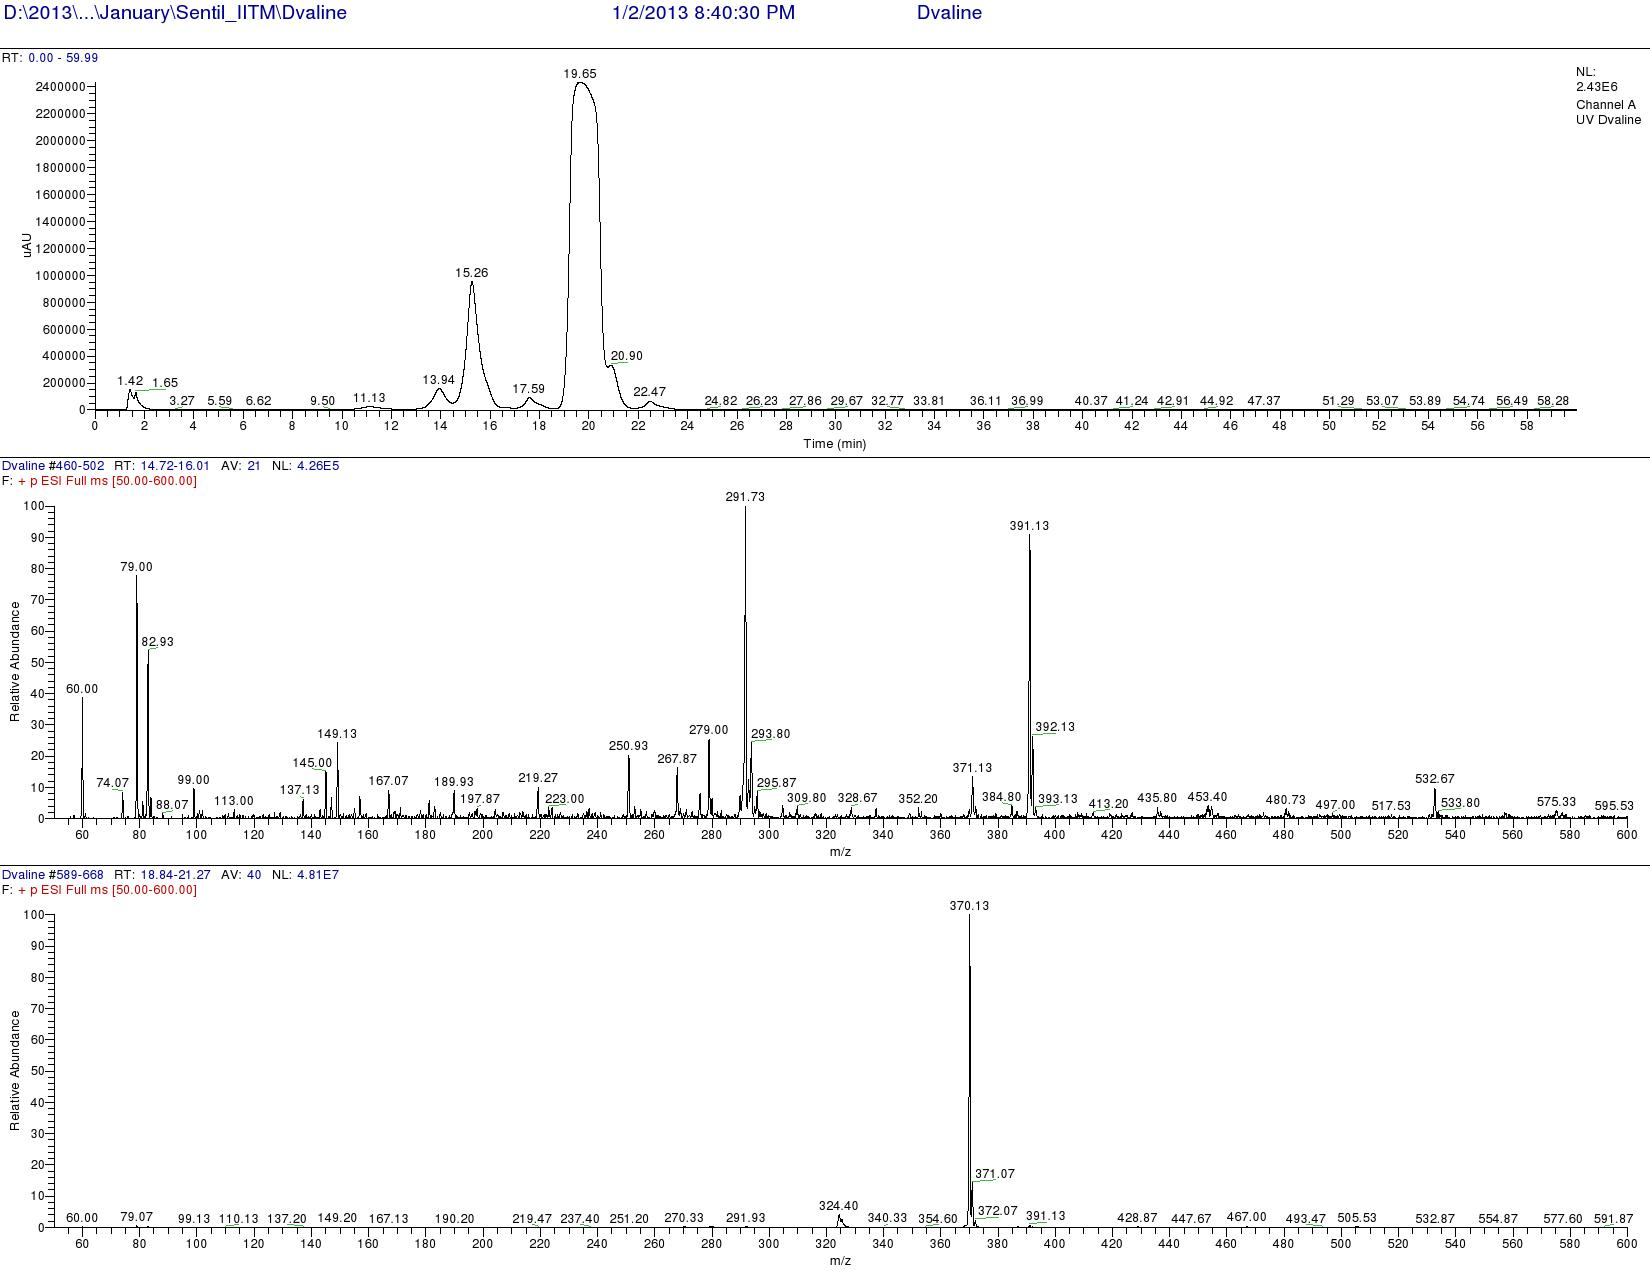 D:\2013\...\January\Sentil_IITM\Dvaline 1/2/2013 8:40:30 PM Dvaline
RT: 0.00 - 59.99
NL:
2.43E6
Channel A
UV Dvaline
19.65
2400000
2200000
2000000
1800000
1600000
1400000
1200000
1000000
800000
600000
400000
200000
0
uAU
15.26
20.90
13.94
17.59
22.47
1.42 1.65
3.27 5.59 6.62 9.50 11.13 24.82 26.23 27.86 29.67 32.77 33.81 36.11 36.99 40.37 41.24 42.91 44.92 47.37 51.29 53.07 53.89 54.74 56.49 58.28
0 2 4 6 8 10 12 14 16 18 20 22 24 26 28 30 32 34 36 38 40 42 44 46 48 50 52 54 56 58
Time (min)
Dvaline #460-502 RT: 14.72-16.01 AV: 21 NL: 4.26E5
F: + p ESI Full ms [50.00-600.00]
291.73
100
90
80
70
60
50
40
30
20
10
0
Relative Abundance
391.13
79.00
82.93
60.00
392.13
149.13 279.00 293.80
250.93
145.00 267.87
371.13
74.07 99.00 137.13 167.07 189.93 219.27 295.87 532.67
88.07 113.00 197.87 223.00 309.80 328.67 352.20 384.80 393.13 413.20 435.80 453.40 480.73 497.00 517.53 533.80 575.33 595.53
60 80 100 120 140 160 180 200 220 240 260 280 300 320 340 360 380 400 420 440 460 480 500 520 540 560 580 600
m/z
Dvaline #589-668 RT: 18.84-21.27 AV: 40 NL: 4.81E7
F: + p ESI Full ms [50.00-600.00]
370.13
100
90
80
70
60
50
40
30
20
10
0
Relative Abundance
371.07
324.40 372.07
60.00 79.07 99.13 110.13 137.20 149.20 167.13 190.20 219.47 237.40 251.20 270.33 291.93 340.33 354.60 391.13 428.87 447.67 467.00 493.47 505.53 532.87 554.87 577.60 591.87
60 80 100 120 140 160 180 200 220 240 260 280 300 320 340 360 380 400 420 440 460 480 500 520 540 560 580 600
m/z